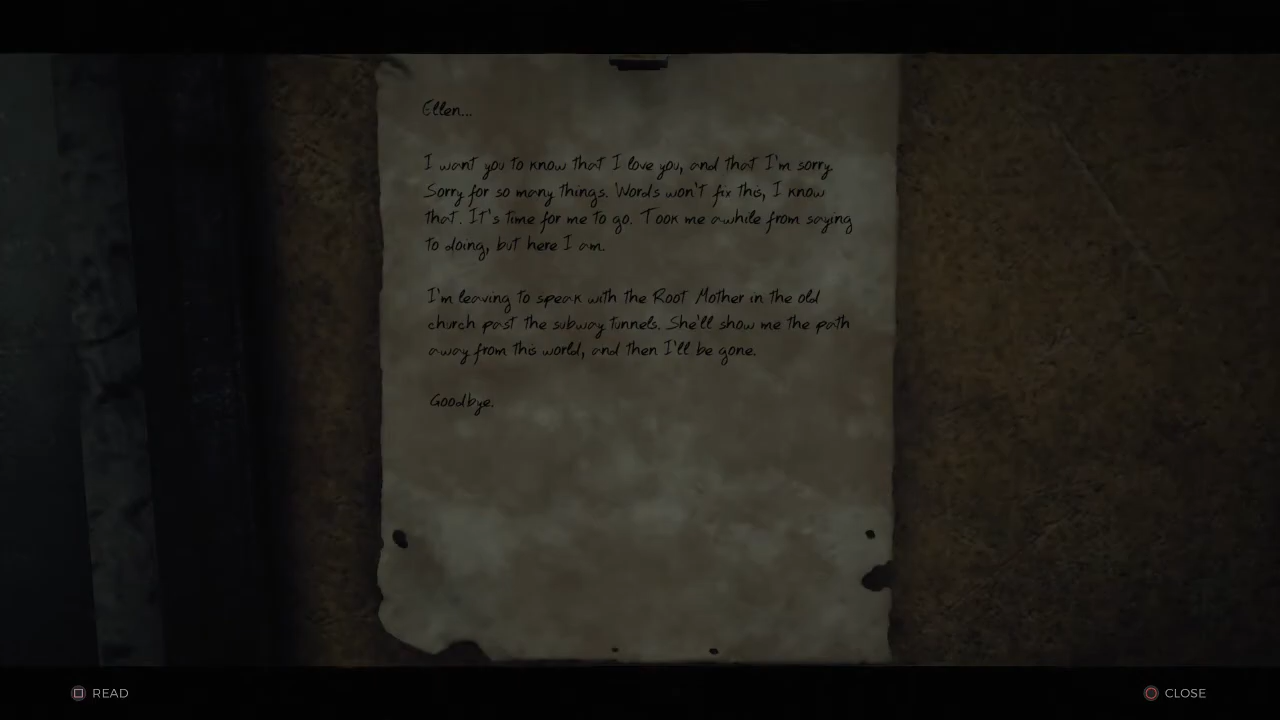 Ellen...
I want you to know that I love you, and that I'm sorry.
Sorry for so many things. Words won't fix this, I know
that. It's time for me to go. Took me awhile from saying
to doing, but here I am.
I'm leaving to speak with the Root Mother in the old
church past the subway tunnels. She'll show me the path
away from this world, and then I'll be gone.
Goodbye.
READ
CLOSE